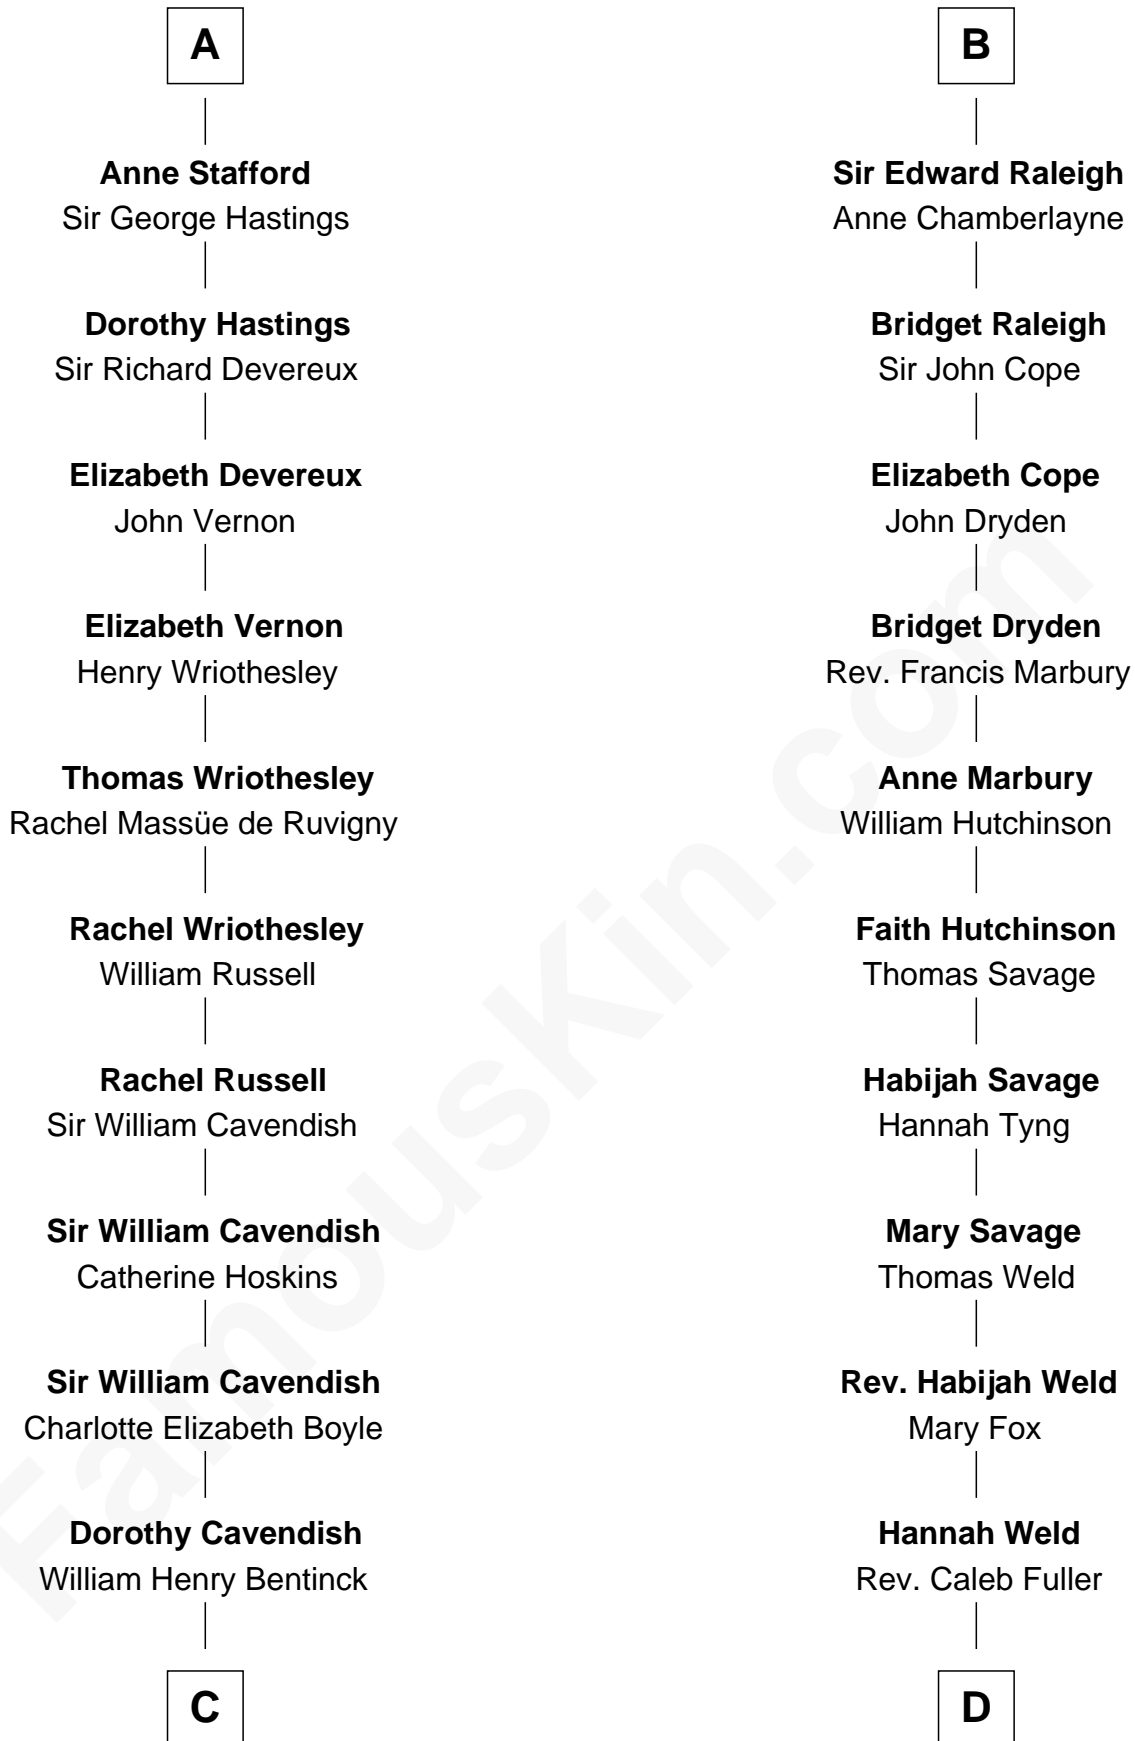 A
Anne Stafford
Sir George Hastings
Dorothy Hastings
Sir Richard Devereux
Elizabeth Devereux
John Vernon
Elizabeth Vernon
Henry Wriothesley
Thomas Wriothesley
Rachel Massüe de Ruvigny
Rachel Wriothesley
William Russell
Rachel Russell
Sir William Cavendish
Sir William Cavendish
Catherine Hoskins
Sir William Cavendish
Charlotte Elizabeth Boyle
Dorothy Cavendish
William Henry Bentinck
C
B
Sir Edward Raleigh
Anne Chamberlayne
Bridget Raleigh
Sir John Cope
Elizabeth Cope
John Dryden
Bridget Dryden
Rev. Francis Marbury
Anne Marbury
William Hutchinson
Faith Hutchinson
Thomas Savage
Habijah Savage
Hannah Tyng
Mary Savage
Thomas Weld
Rev. Habijah Weld
Mary Fox
Hannah Weld
Rev. Caleb Fuller
D
FamousKin.com